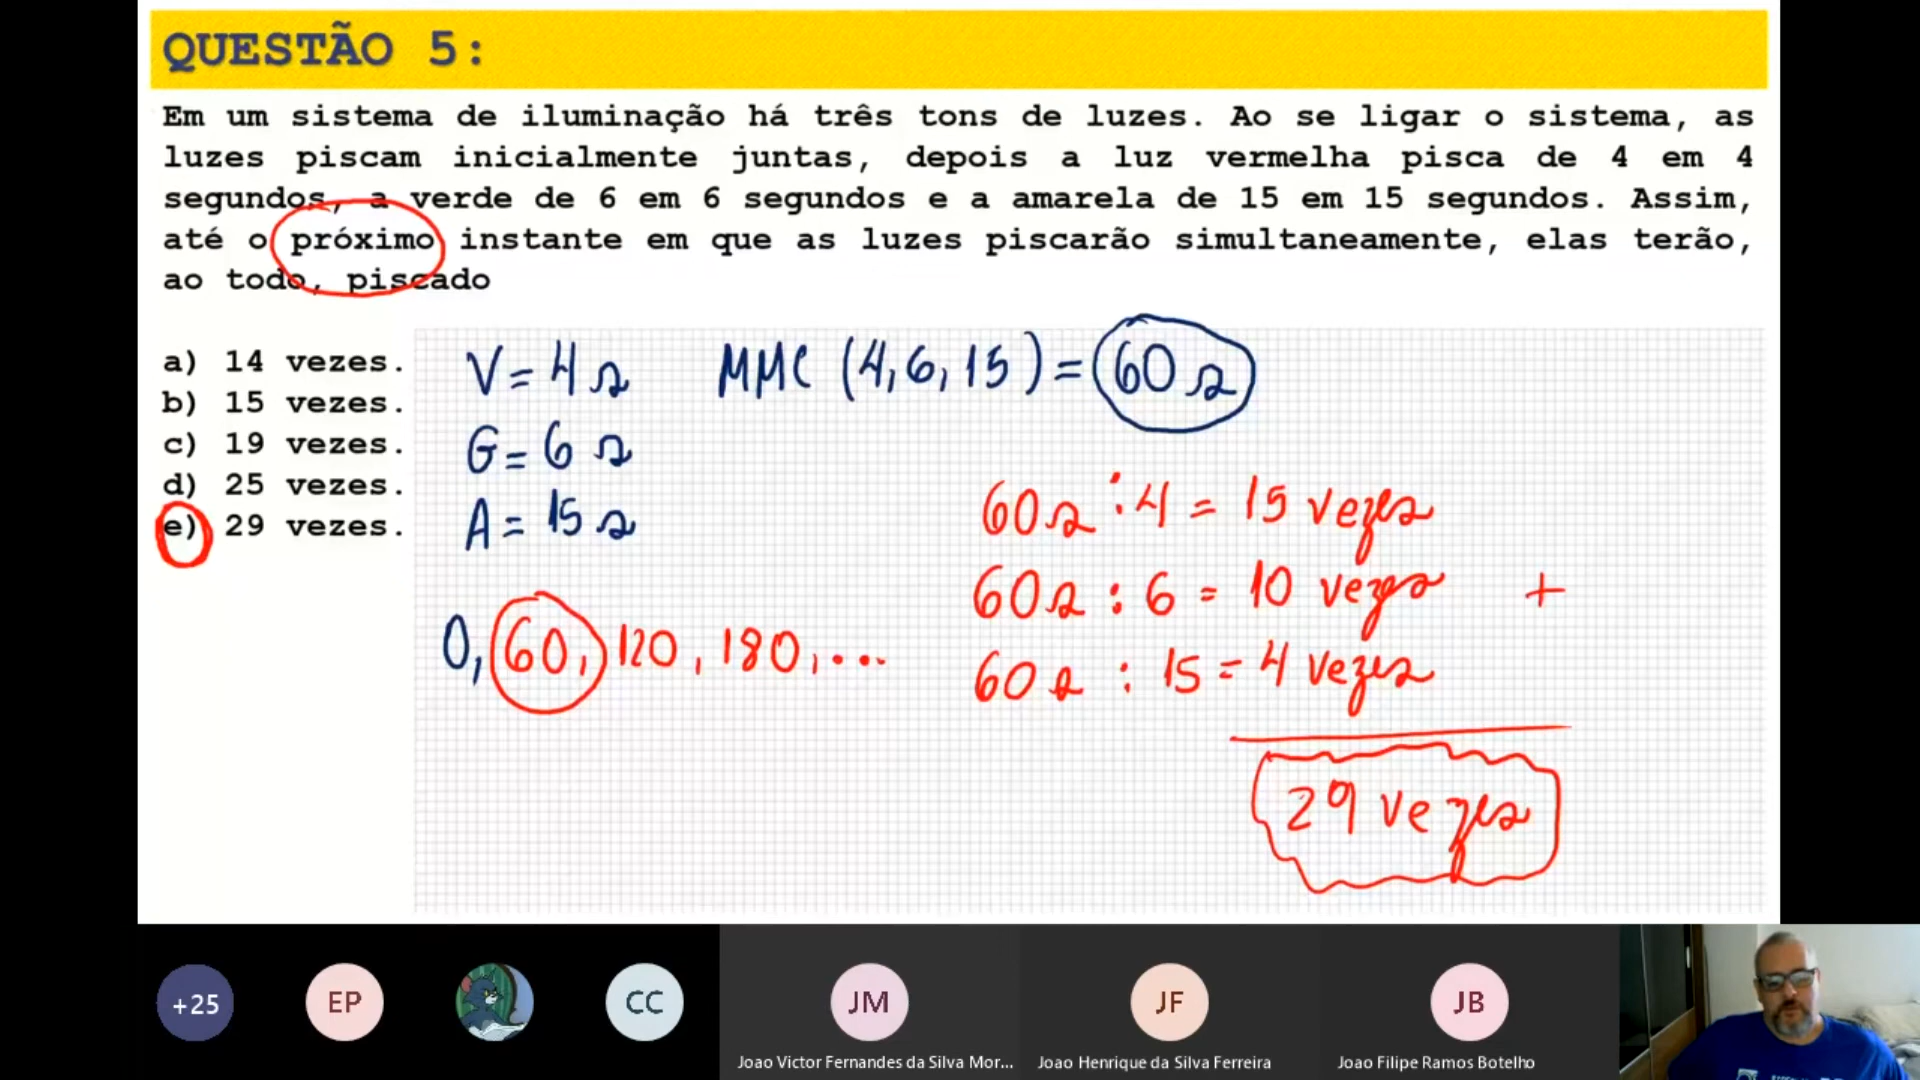 QUESTÃO 5:
Em um sistema de iluminação há três tons de luzes. Ao se ligar o sistema, as
luzes piscam inicialmente juntas, depois a luz vermelha pisca de 4 em 4
segundos, a verde de 6 em 6 segundos e a amarela de 15 em 15 segundos. Assim,
até o próximo instante em que as luzes piscarão simultaneamente, elas terão,
ao todo, piscado
a) 14 vezes.
b) 15 vezes.
c) 19 vezes.
d) 25 vezes.
e) 29 vezes.
V = 4 s
G = 6 s
A = 15 s
MMC (4, 6, 15) = 60 s
0, 60, 120, 180, ...
60 s : 4 = 15 vezes
60 s : 6 = 10 vezes +
60 s : 15 = 4 vezes
29 vezes
+25
EP
CC
JM
JF
JB
Joao Victor Fernandes da Silva Mor...
Joao Henrique da Silva Ferreira
Joao Filipe Ramos Botelho